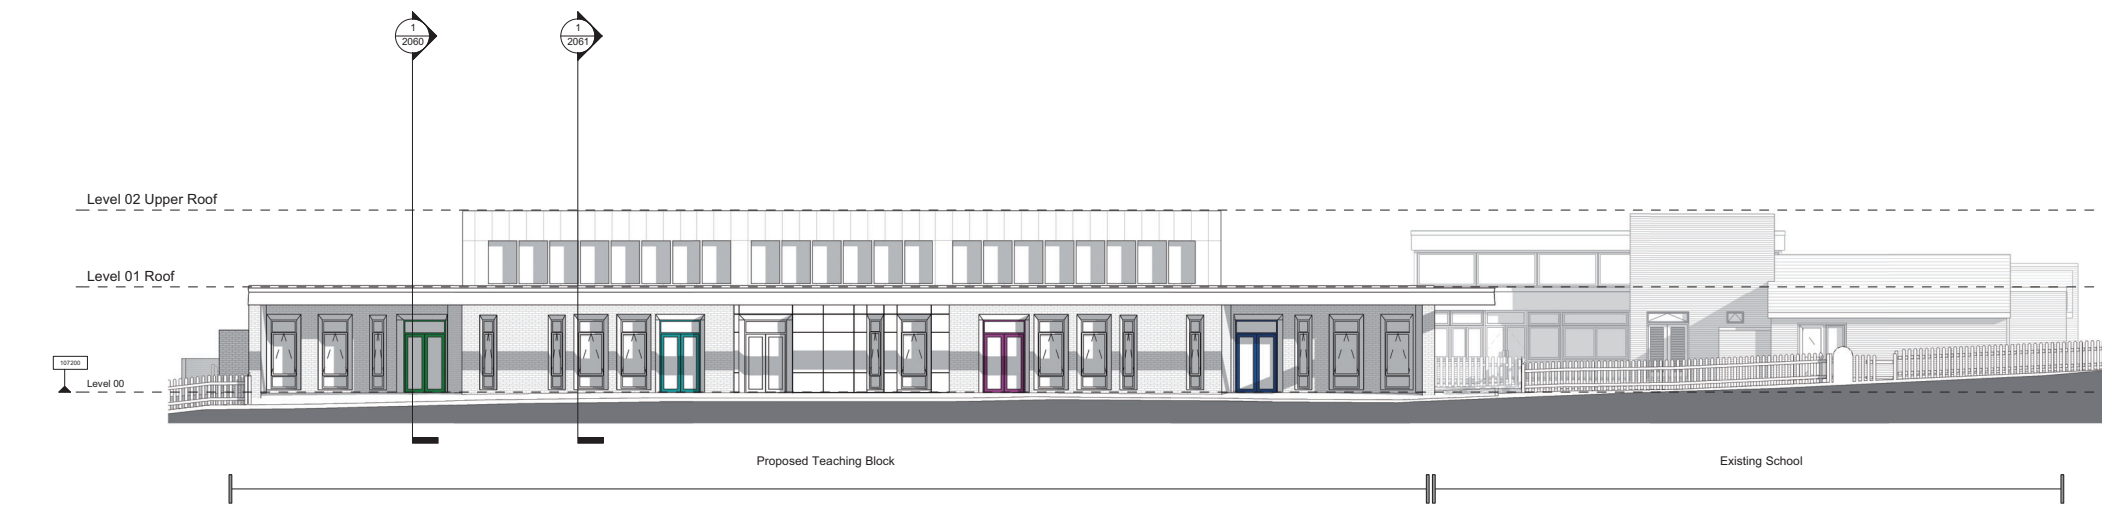 1
2060
1
2061
Level 02 Upper Roof
Level 01 Roof
107200
Level 00
Proposed Teaching Block
Existing School